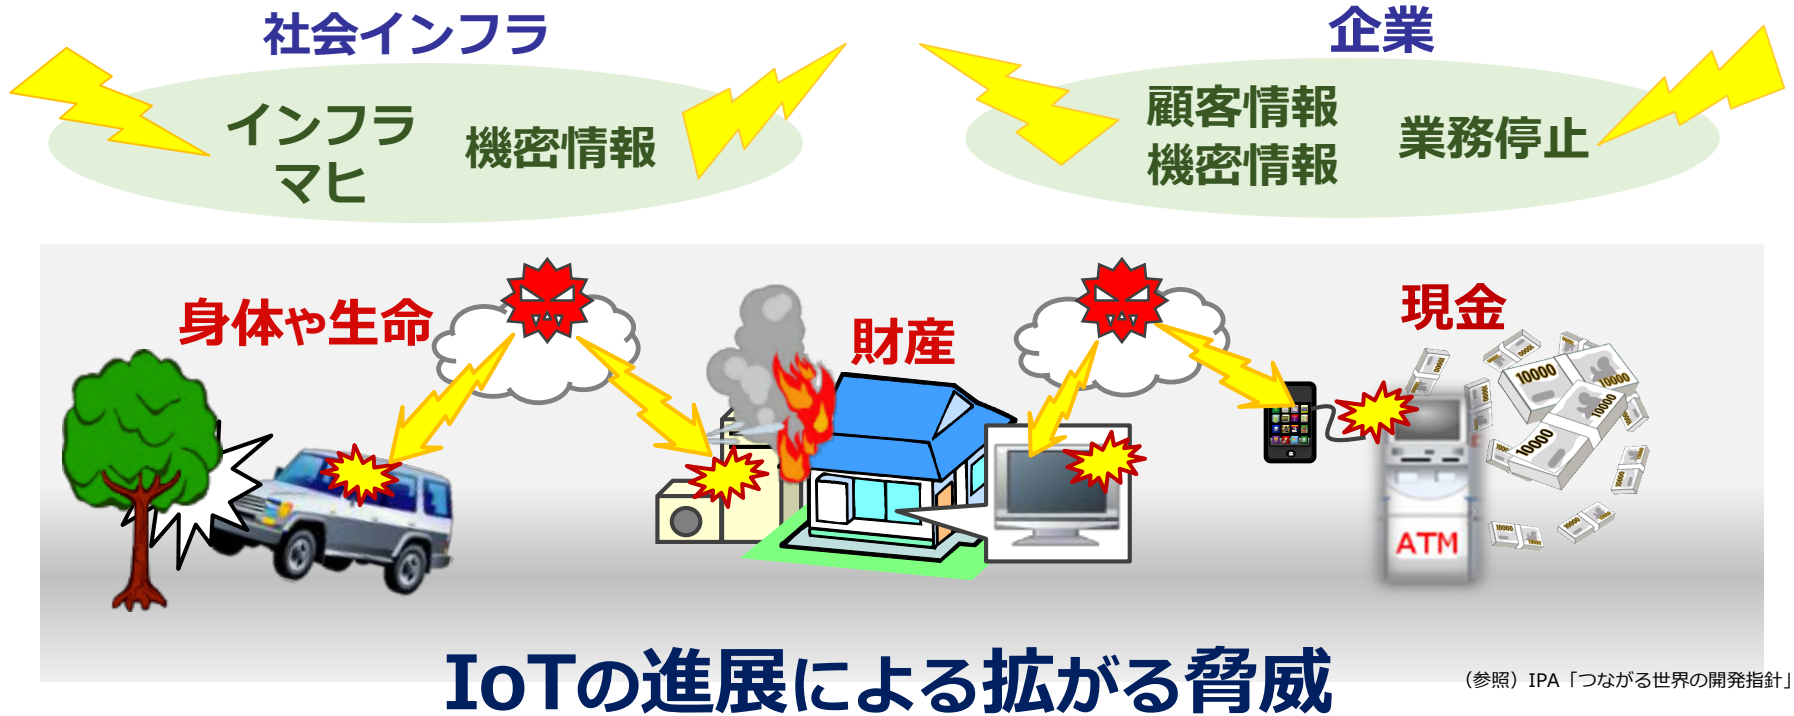 社会インフラ
インフラ
マヒ
機密情報
企業
顧客情報
機密情報
業務停止
身体や生命
財産
現金
10000
10000
10000
10000
10000
10000
ATM
IoTの進展による拡がる脅威
（参照）IPA「つながる世界の開発指針」